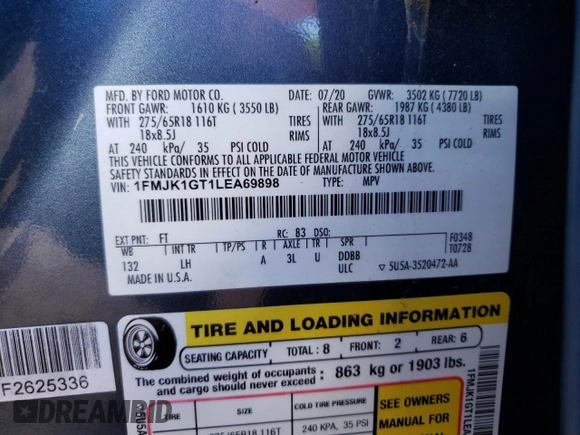 MFD. BY FORD MOTOR CO. 07/20 GVWR: 3502 KG ( 7720 LB)
FRONT GAWR: 1610 KG ( 3550 LB) REAR GAWR: 1987 KG ( 4380 LB)
WITH 275/65R18 116T TIRES WITH 275/65R18 116T TIRES
18x8.5J RIMS 18x8.5J RIMS
AT 240 kPa/ 35 PSI COLD AT 240 kPa/ 35 PSI COLD
THIS VEHICLE CONFORMS TO ALL APPLICABLE FEDERAL MOTOR VEHICLE
SAFETY STANDARDS IN EFFECT ON THE DATE OF MANUFACTURE SHOWN ABOVE.
VIN: 1FMJK1GT1LEA69898 TYPE: MPV
EXT PNT: FT RC: 83 DSO: F0348
WB INT TR TP/PS R AXLE TR SPR T0728
132 LH A 3L U DDBB
ULC ▽ 5U5A-3520472-AA
MADE IN U.S.A.
TIRE AND LOADING INFORMATION
SEATING CAPACITY TOTAL: 8 FRONT: 2 REAR: 6
The combined weight of occupants and cargo should never exceed : 863 kg or 1903 lbs.
TIRE SIZE COLD TIRE PRESSURE SEE OWNERS
MANUAL FOR
275/65R18 116T 240 KPA, 35 PSI
F2625336
1FMJK1GT1LEA
DREAMBID